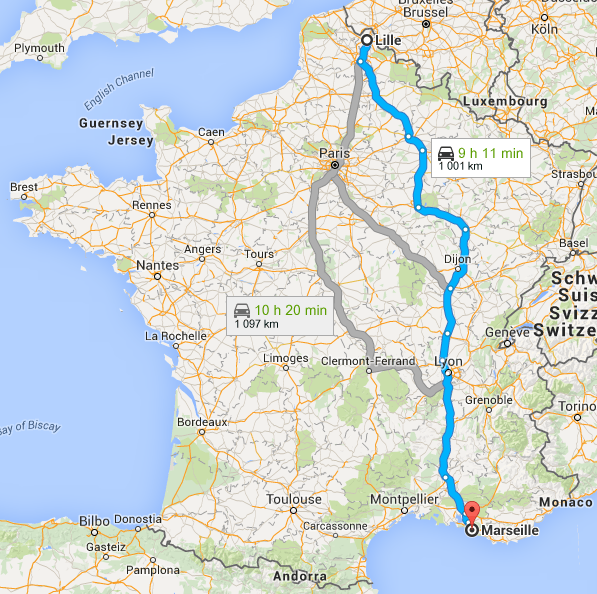 Bruxelles
Brussel
Köln
Lille
Plymouth
English Channel
Luxembourg
Guernsey
Jersey
Caen
9 h 11 min
1 001 km
Paris
Strasbou
Brest
Rennes
Basel
Angers
Tours
Dijon
Nantes
Schw
Suis
Svizz
Switze
10 h 20 min
1 097 km
La Rochelle
Genève
Limoges
Clermont-Ferrand
Lyon
Grenoble
Torino
Bordeaux
ay of Biscay
Monaco
Toulouse
Montpellier
Marseille
Bilbo
Donostia
Carcassonne
Gasteiz
Pamplona
Andorra